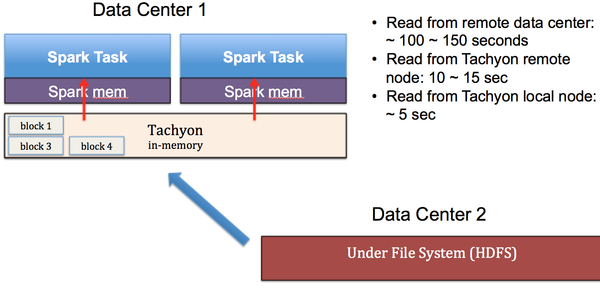 Data Center 1
Spark Task
Spark Task
Spark mem
Spark mem
Tachyon
in-memory
block 1
block 3
block 4
• Read from remote data center:
~ 100 ~ 150 seconds
• Read from Tachyon remote
node: 10 ~ 15 sec
• Read from Tachyon local node:
~ 5 sec
Data Center 2
Under File System (HDFS)